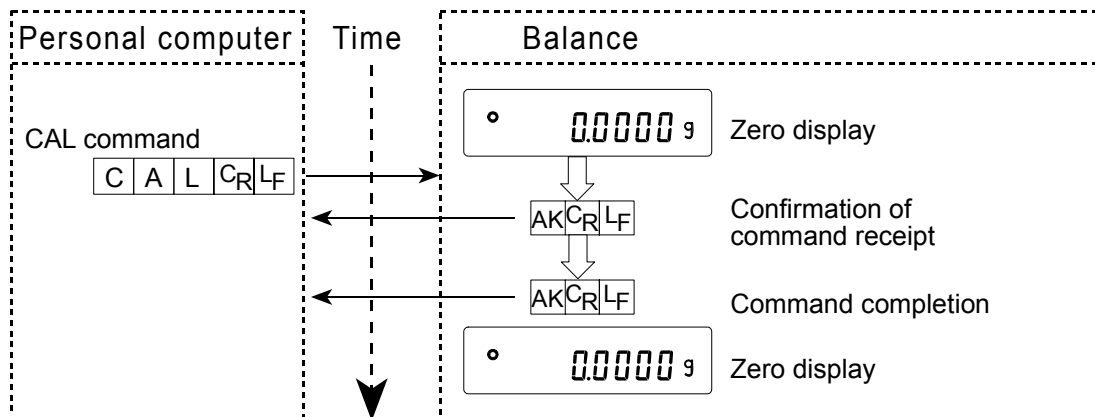 Personal computer Time Balance
0.0000 g Zero display
CAL command
C A L CR LF
AK CR LF Confirmation of
command receipt
AK CR LF Command completion
0.0000 g Zero display